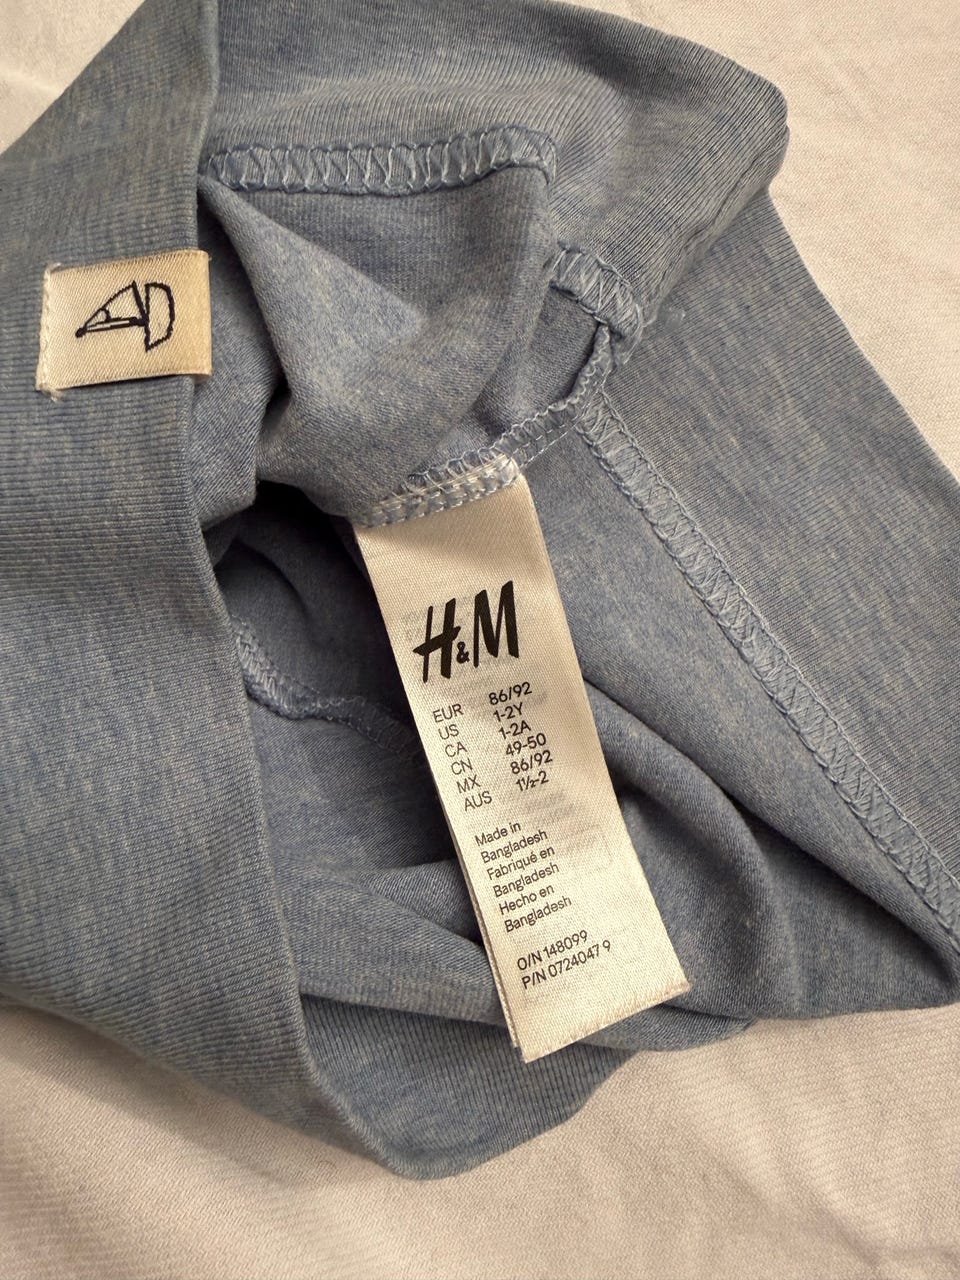 H&M
EUR 86/92
US 1-2Y
CA 1-2A
CN 49-50
MX 86/92
AUS 1½-2
Made in
Bangladesh
Fabriqué en
Bangladesh
Hecho en
Bangladesh
O/N 148099
P/N 0724047 9